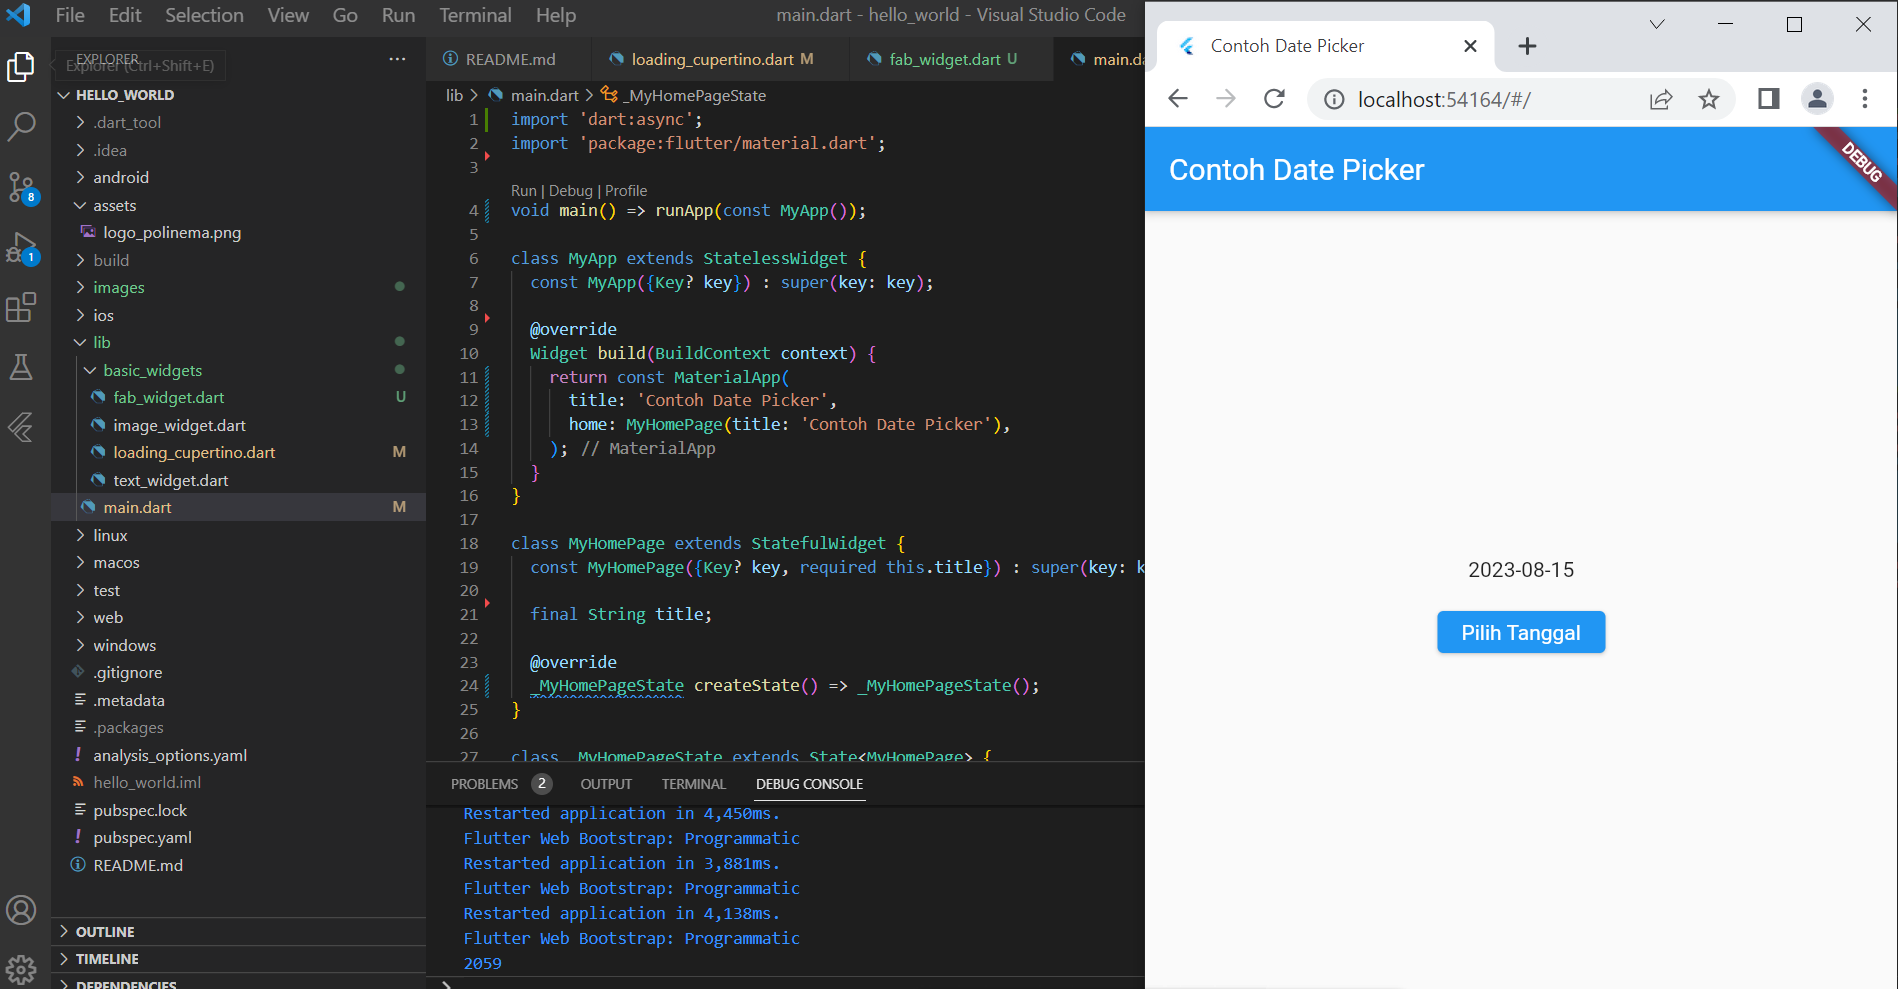 File Edit Selection View Go Run Terminal Help
main.dart - hello_world - Visual Studio Code
EXPLORER
Explorer (Ctrl+Shift+E)
HELLO_WORLD
.dart_tool
.idea
android
assets
logo_polinema.png
build
images
ios
lib
basic_widgets
fab_widget.dart U
image_widget.dart
loading_cupertino.dart M
text_widget.dart
main.dart M
linux
macos
test
web
windows
.gitignore
.metadata
.packages
analysis_options.yaml
hello_world.iml
pubspec.lock
pubspec.yaml
README.md
OUTLINE
TIMELINE
DEPENDENCIES
8
1
README.md loading_cupertino.dart M fab_widget.dart U main.da
lib > main.dart > _MyHomePageState
1 import 'dart:async';
2 import 'package:flutter/material.dart';
3
Run | Debug | Profile
4 void main() => runApp(const MyApp());
5
6 class MyApp extends StatelessWidget {
7 const MyApp({Key? key}) : super(key: key);
8
9 @override
10 Widget build(BuildContext context) {
11 return const MaterialApp(
12 title: 'Contoh Date Picker',
13 home: MyHomePage(title: 'Contoh Date Picker'),
14 ); // MaterialApp
15 }
16 }
17
18 class MyHomePage extends StatefulWidget {
19 const MyHomePage({Key? key, required this.title}) : super(key: k
20
21 final String title;
22
23 @override
24 _MyHomePageState createState() => _MyHomePageState();
25 }
26
27 class _MyHomePageState extends State<MyHomePage> {
PROBLEMS 2 OUTPUT TERMINAL DEBUG CONSOLE
Restarted application in 4,450ms.
Flutter Web Bootstrap: Programmatic
Restarted application in 3,881ms.
Flutter Web Bootstrap: Programmatic
Restarted application in 4,138ms.
Flutter Web Bootstrap: Programmatic
2059
Contoh Date Picker
localhost:54164/#/
Contoh Date Picker
DEBUG
2023-08-15
Pilih Tanggal